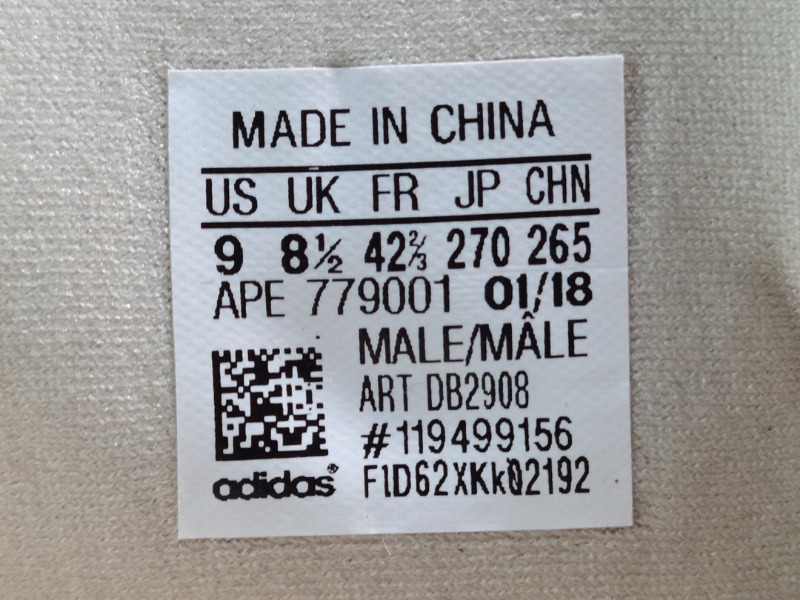 MADE IN CHINA
US UK FR JP CHN
9 8½ 42⅔ 270 265
APE 779001 01/18
MALE/MÂLE
ART DB2908
#119499156
F1D62XKk02192
adidas®